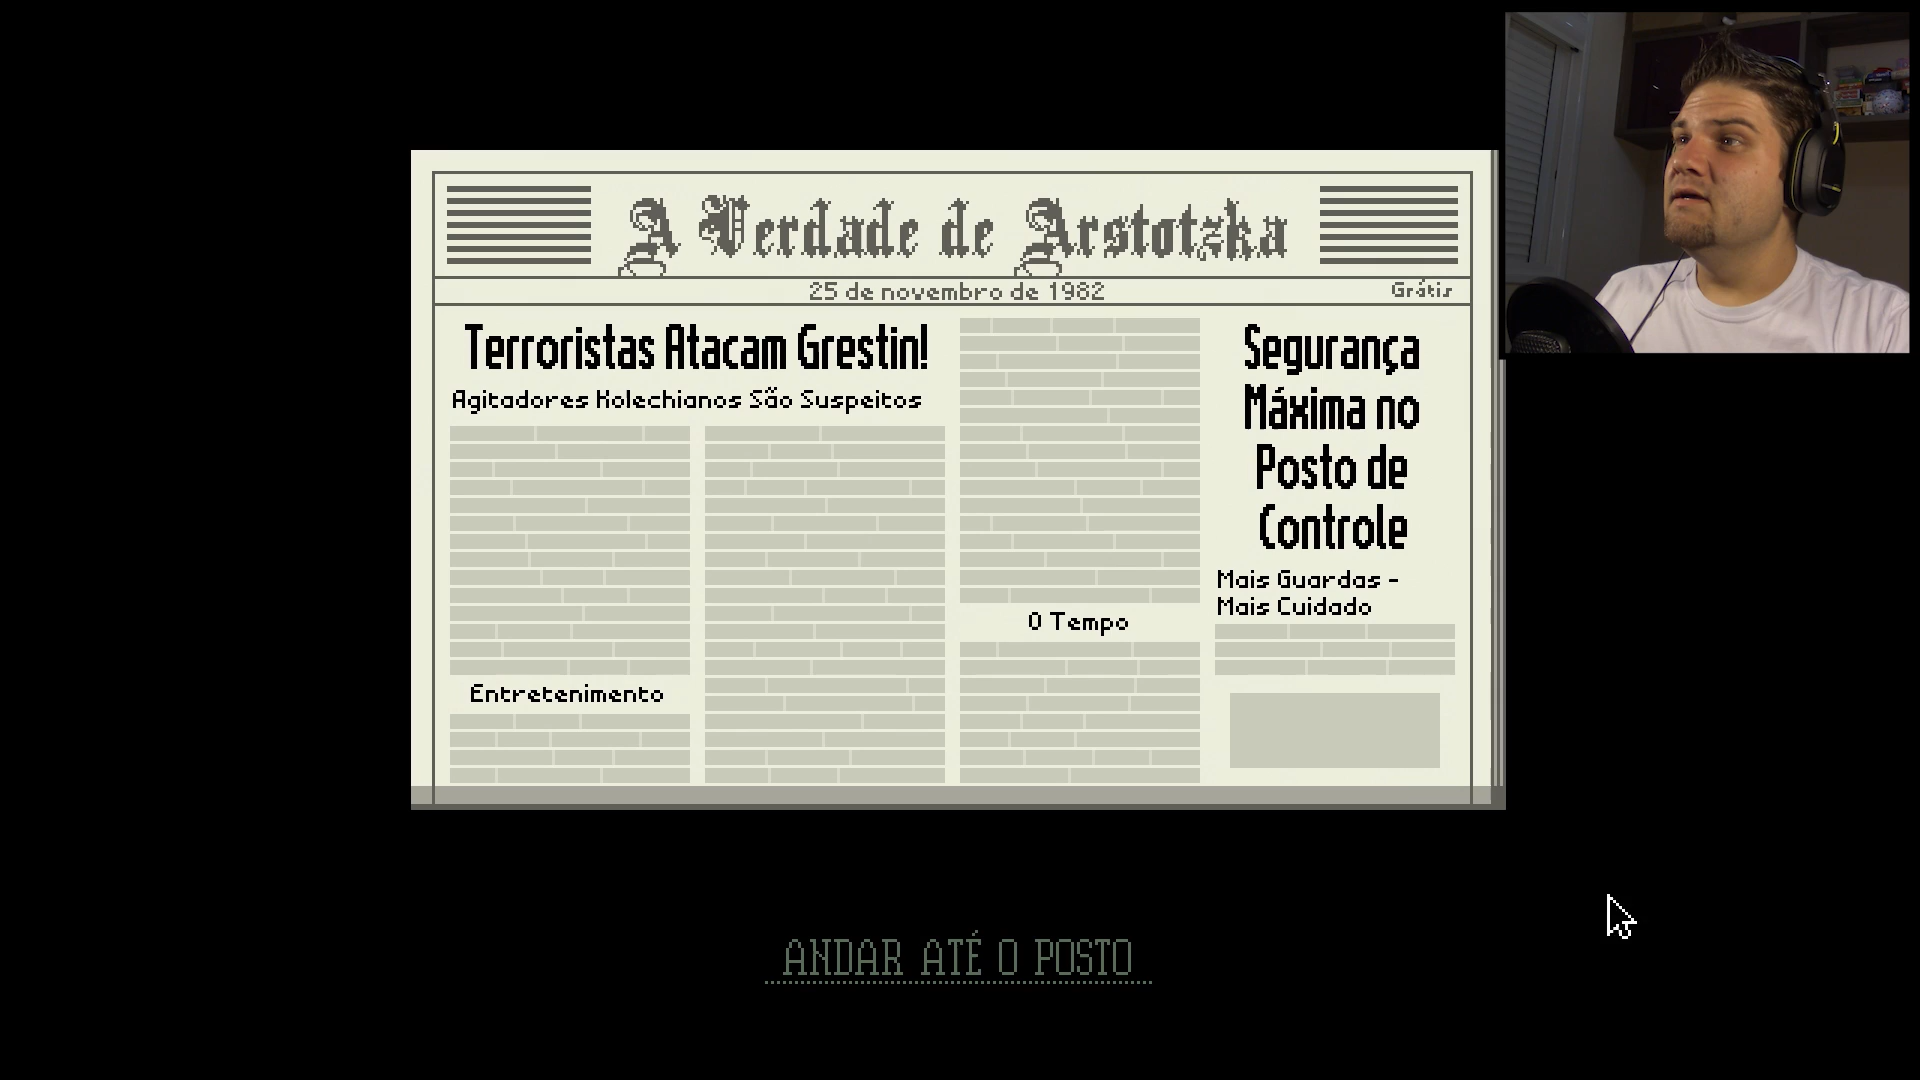 A Verdade de Arstotzka
25 de novembro de 1982
Grátis
Terroristas Atacam Grestin!
Agitadores Kolechianos São Suspeitos
Entretenimento
O Tempo
Segurança
Máxima no
Posto de
Controle
Mais Guardas -
Mais Cuidado
ANDAR ATÉ O POSTO